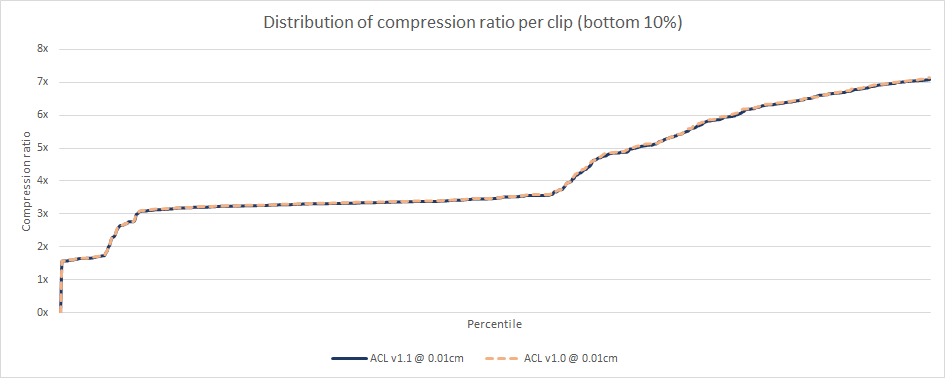 Distribution of compression ratio per clip (bottom 10%)
8x
7x
6x
5x
4x
3x
2x
1x
0x
Compression ratio
Percentile
ACL v1.1 @ 0.01cm
ACL v1.0 @ 0.01cm